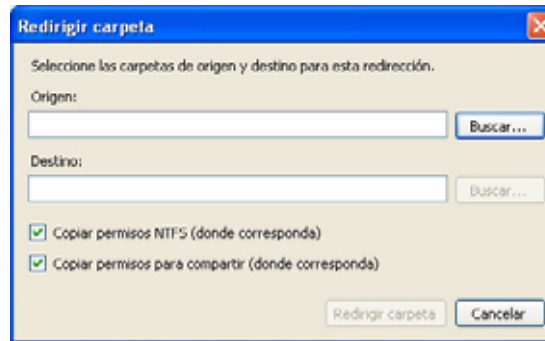 Redirigir carpeta
Seleccione las carpetas de origen y destino para esta redirección.
Origen:
Buscar...
Destino:
Buscar...
Copiar permisos NTFS (donde corresponda)
Copiar permisos para compartir (donde corresponda)
Redirigir carpeta Cancelar